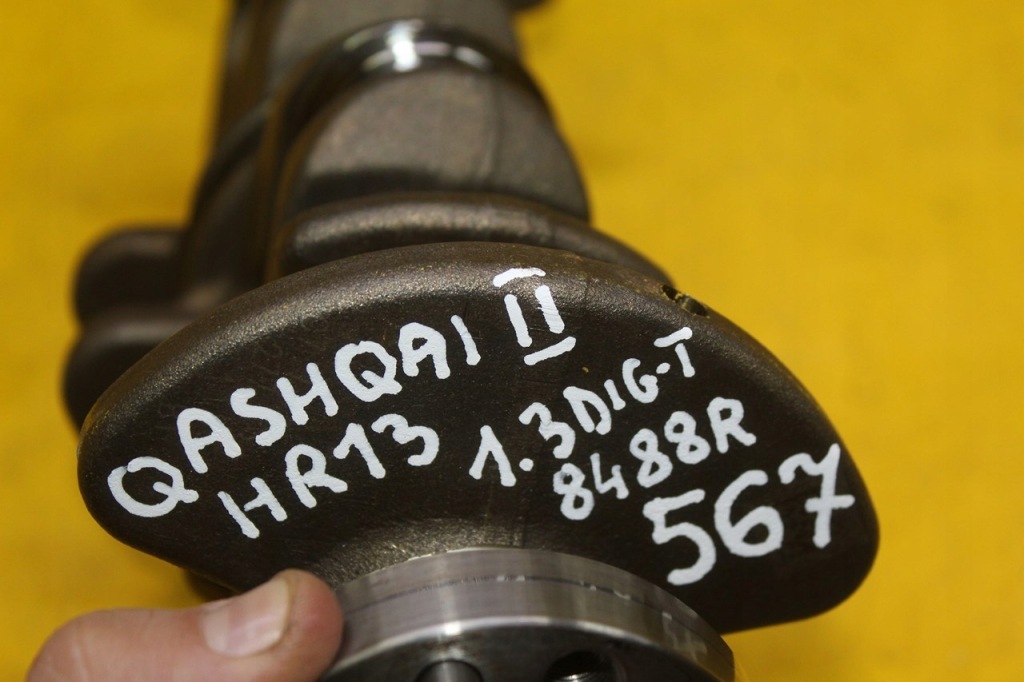 QASHQAI II
HR13 1.3DIG-T
8488R
567